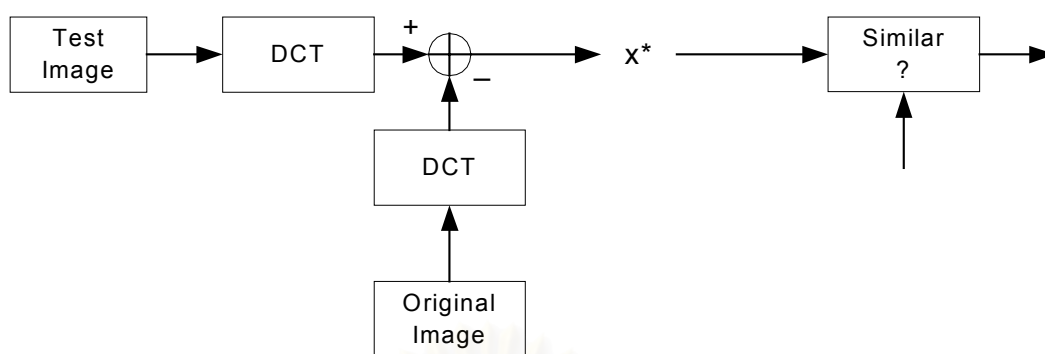 Test
Image
DCT
+
–
x*
Similar
?
DCT
Original
Image